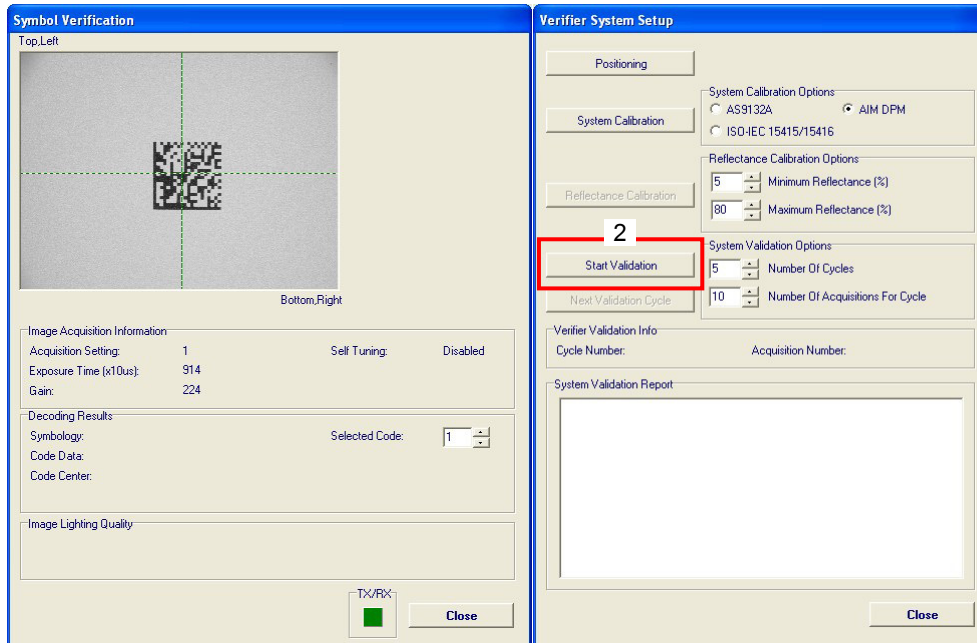 Symbol Verification
Top,Left
Bottom,Right
Image Acquisition Information
Acquisition Setting: 1 Self Tuning: Disabled
Exposure Time (x10us): 914
Gain: 224
Decoding Results
Symbology: Selected Code: 1
Code Data:
Code Center:
Image Lighting Quality
TX/RX
Close
Verifier System Setup
Positioning
System Calibration
System Calibration Options
AS9132A AIM DPM
ISO-IEC 15415/15416
Reflectance Calibration
Reflectance Calibration Options
5 Minimum Reflectance (%)
80 Maximum Reflectance (%)
2
Start Validation
Next Validation Cycle
System Validation Options
5 Number Of Cycles
10 Number Of Acquisitions For Cycle
Verifier Validation Info
Cycle Number: Acquisition Number:
System Validation Report
Close